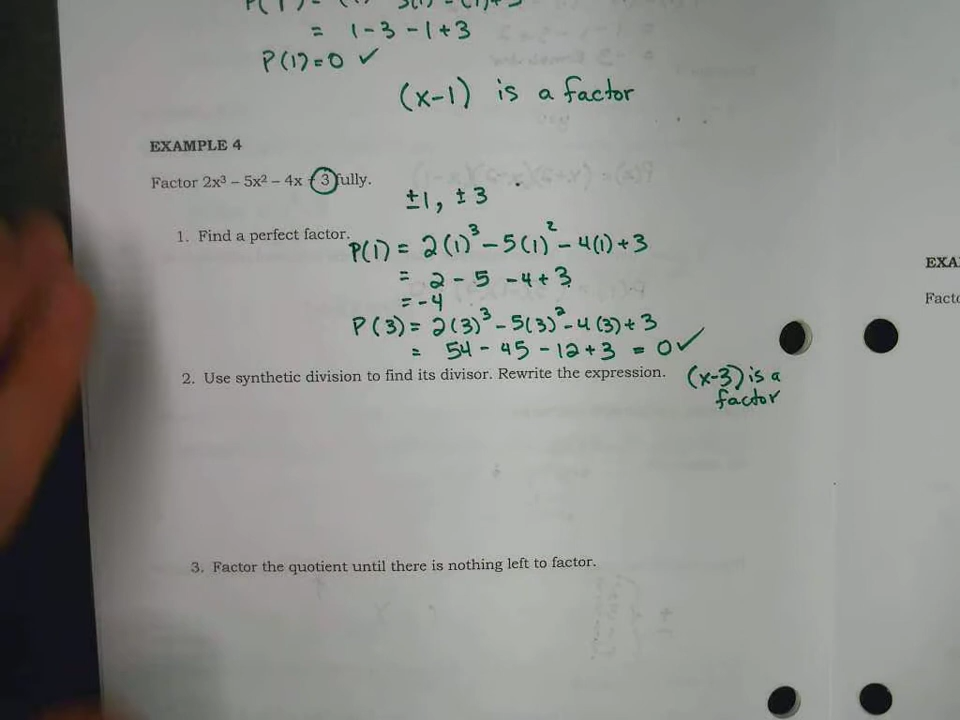 = 1-3-1+3
P(1)=0 ✓
(x-1) is a factor
EXAMPLE 4
Factor 2x³ – 5x² – 4x + 3 fully.
±1, ±3
1. Find a perfect factor.
P(1) = 2(1)³-5(1)²-4(1)+3
= 2-5-4+3
= -4
P(3) = 2(3)³-5(3)²-4(3)+3
= 54-45-12+3 = 0 ✓
2. Use synthetic division to find its divisor. Rewrite the expression.
(x-3) is a
factor
3. Factor the quotient until there is nothing left to factor.
EXA
Facto